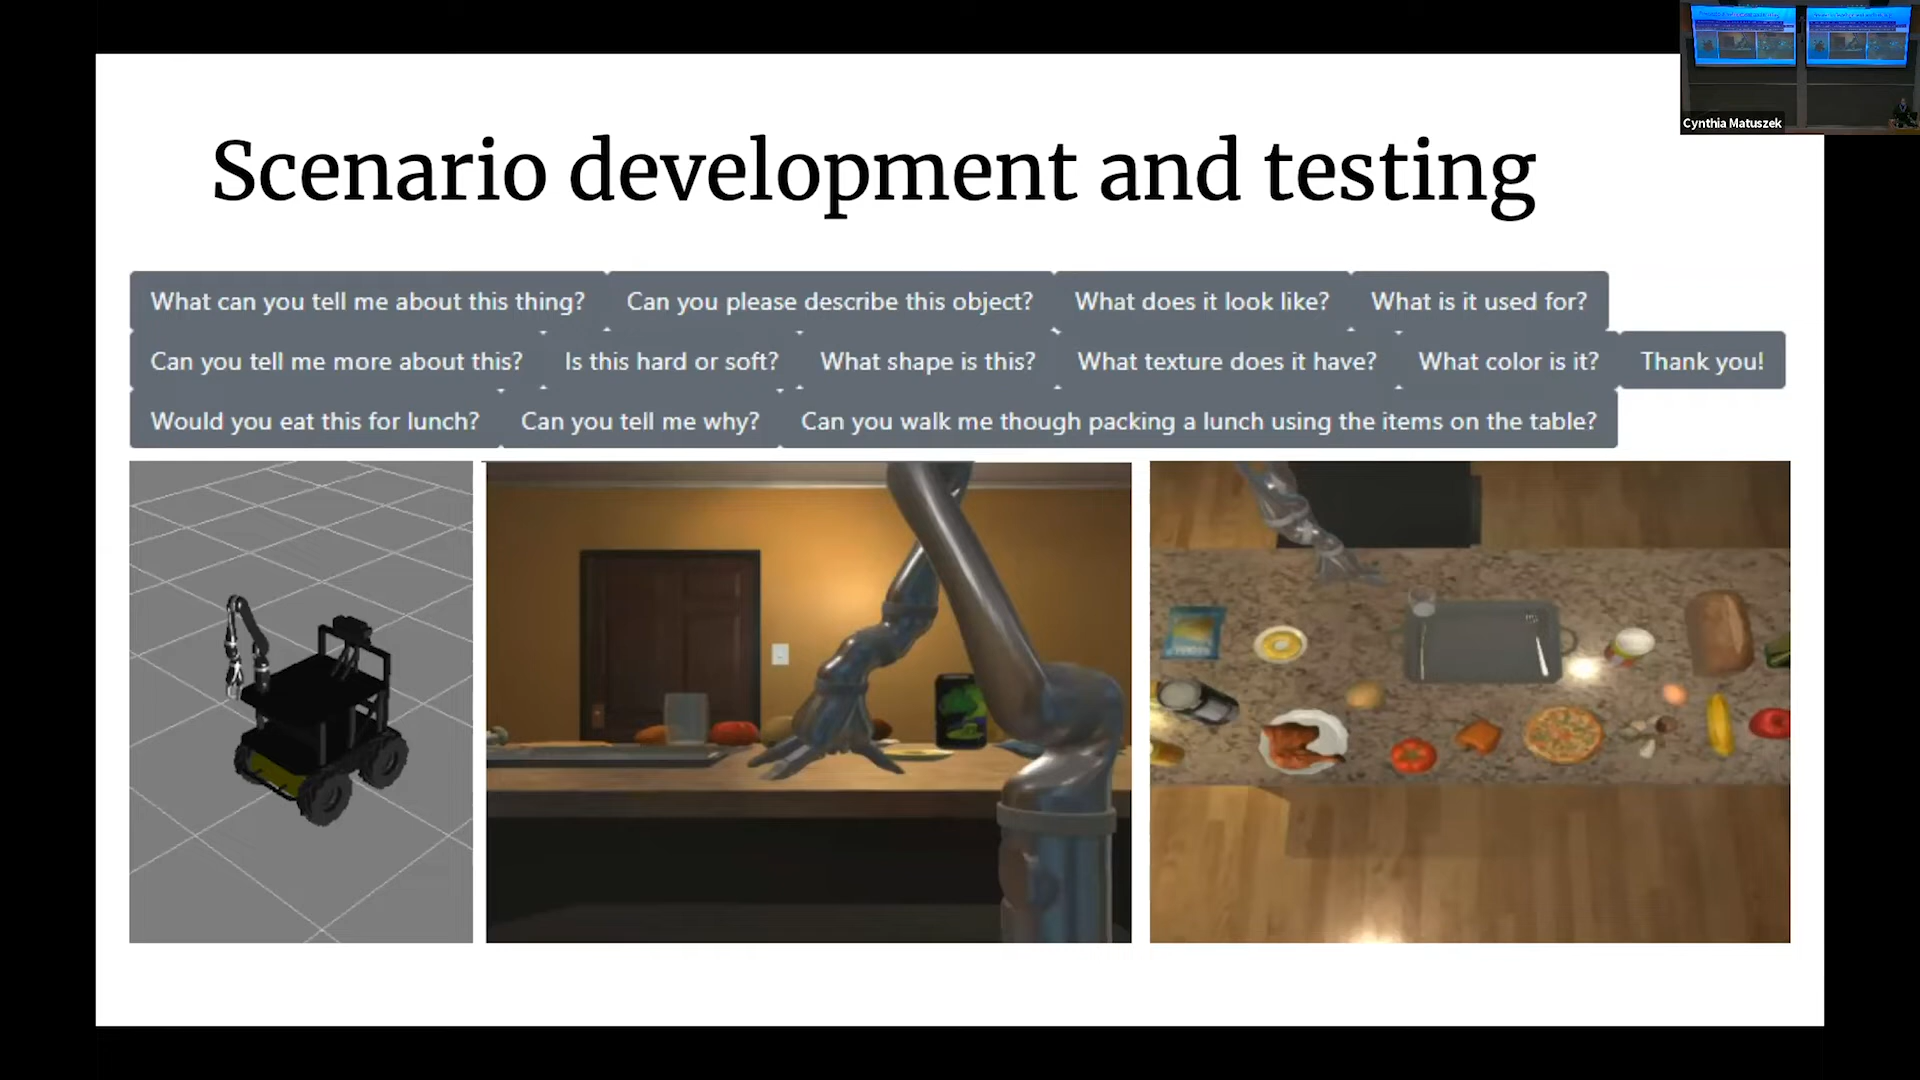 Cynthia Matuszek
Scenario development and testing
What can you tell me about this thing? Can you please describe this object? What does it look like? What is it used for?
Can you tell me more about this? Is this hard or soft? What shape is this? What texture does it have? What color is it? Thank you!
Would you eat this for lunch? Can you tell me why? Can you walk me though packing a lunch using the items on the table?